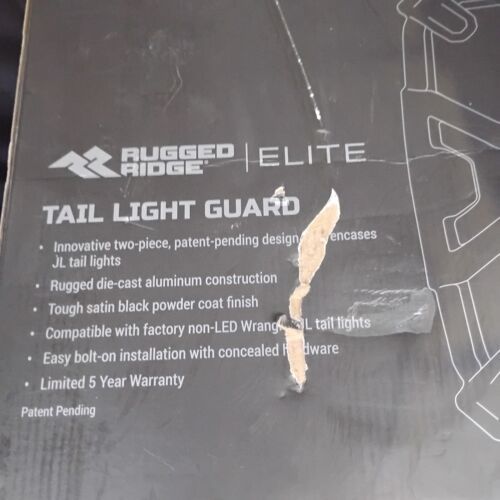 RUGGED
RIDGE® | ELITE
TAIL LIGHT GUARD
• Innovative two-piece, patent-pending design encases
JL tail lights
• Rugged die-cast aluminum construction
• Tough satin black powder coat finish
• Compatible with factory non-LED tail lights
• Easy bolt-on installation with concealed
• Limited 5 Year Warranty
Patent Pending